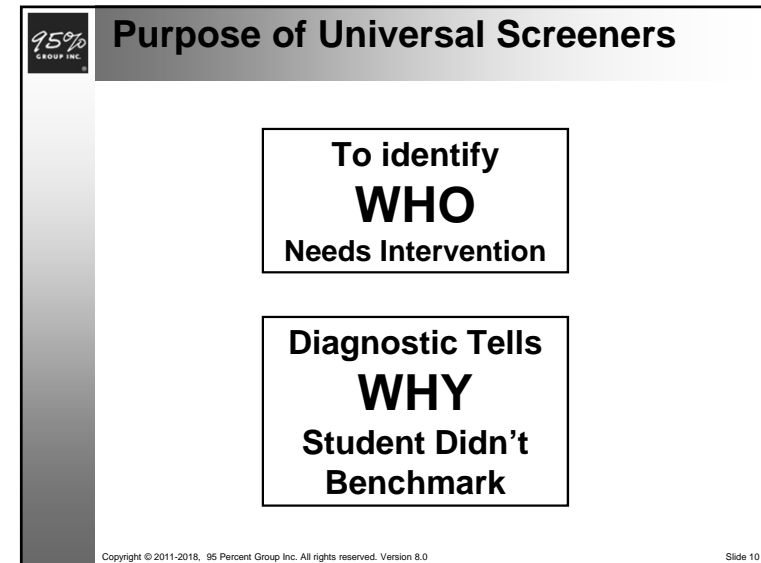 95%
GROUP INC.
®
Purpose of Universal Screeners
To identify
WHO
Needs Intervention
Diagnostic Tells
WHY
Student Didn’t
Benchmark
Copyright © 2011-2018, 95 Percent Group Inc. All rights reserved. Version 8.0
Slide 10